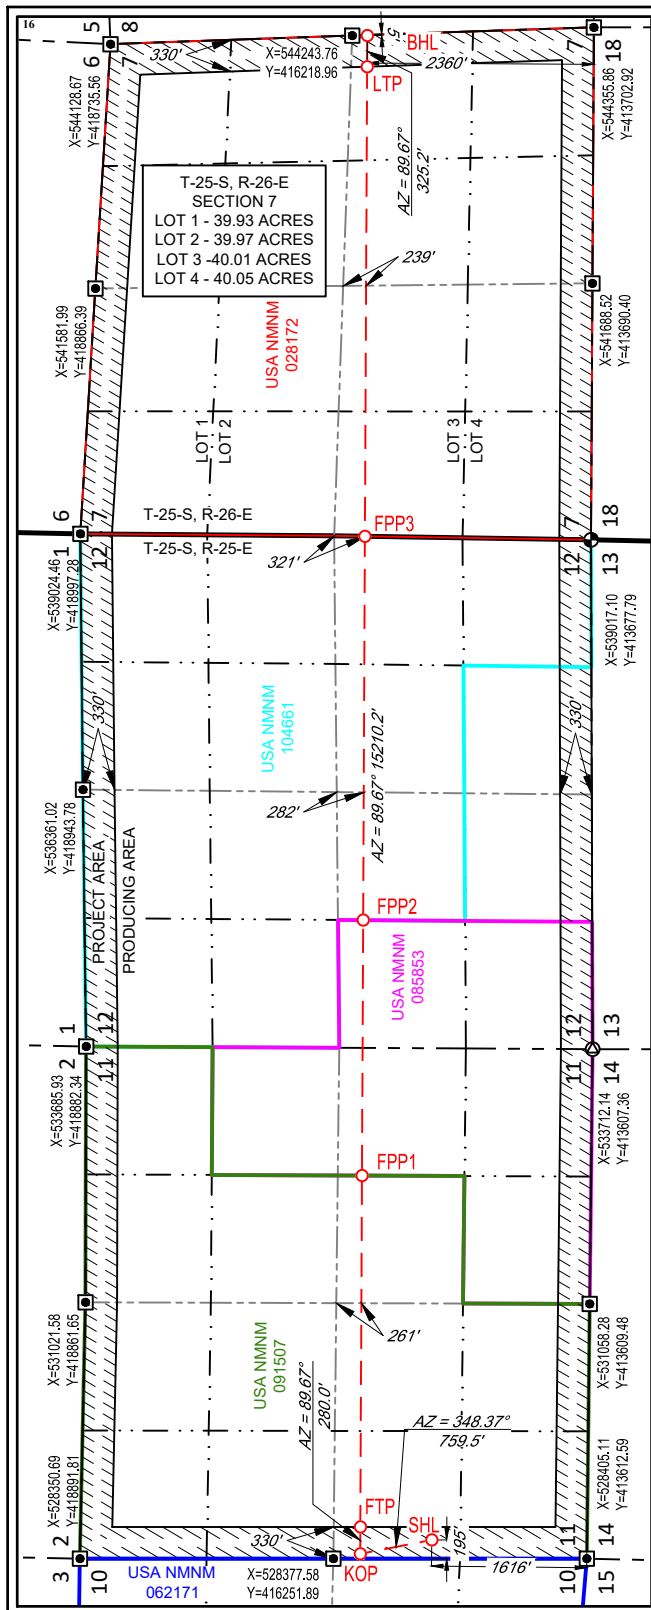 16
5
8
6
7
330'
X=544243.76
Y=416218.96
5'
BHL
LTP
2360'
7
18
X=544128.67
Y=418735.56
X=544355.86
Y=413702.92
T-25-S, R-26-E
SECTION 7
LOT 1 - 39.93 ACRES
LOT 2 - 39.97 ACRES
LOT 3 -40.01 ACRES
LOT 4 - 40.05 ACRES
AZ = 89.67°
325.2'
239'
X=541581.99
Y=418866.39
X=541688.52
Y=413690.40
USA NMNM
028172
LOT 1
LOT 2
LOT 3
LOT 4
6
7
1
12
T-25-S, R-26-E
T-25-S, R-25-E
FPP3
321'
7
18
12
13
X=539024.46
Y=418997.28
X=539017.10
Y=413677.79
330'
USA NMNM
104661
330'
282'
AZ = 89.67° 15210.2'
X=536361.02
Y=418943.78
PROJECT AREA
PRODUCING AREA
FPP2
USA NMNM
085853
1
12
2
11
12
13
11
14
X=533685.93
Y=418882.34
X=533712.14
Y=413607.36
FPP1
261'
X=531021.58
Y=418861.65
X=531058.28
Y=413609.48
USA NMNM
091507
AZ = 89.67°
280.0'
AZ = 348.37°
759.5'
X=528350.69
Y=418891.81
X=528405.11
Y=413612.59
FTP
SHL
195'
330'
KOP
1616'
2
11
3
10
11
14
10
15
USA NMNM
062171
X=528377.58
Y=416251.89